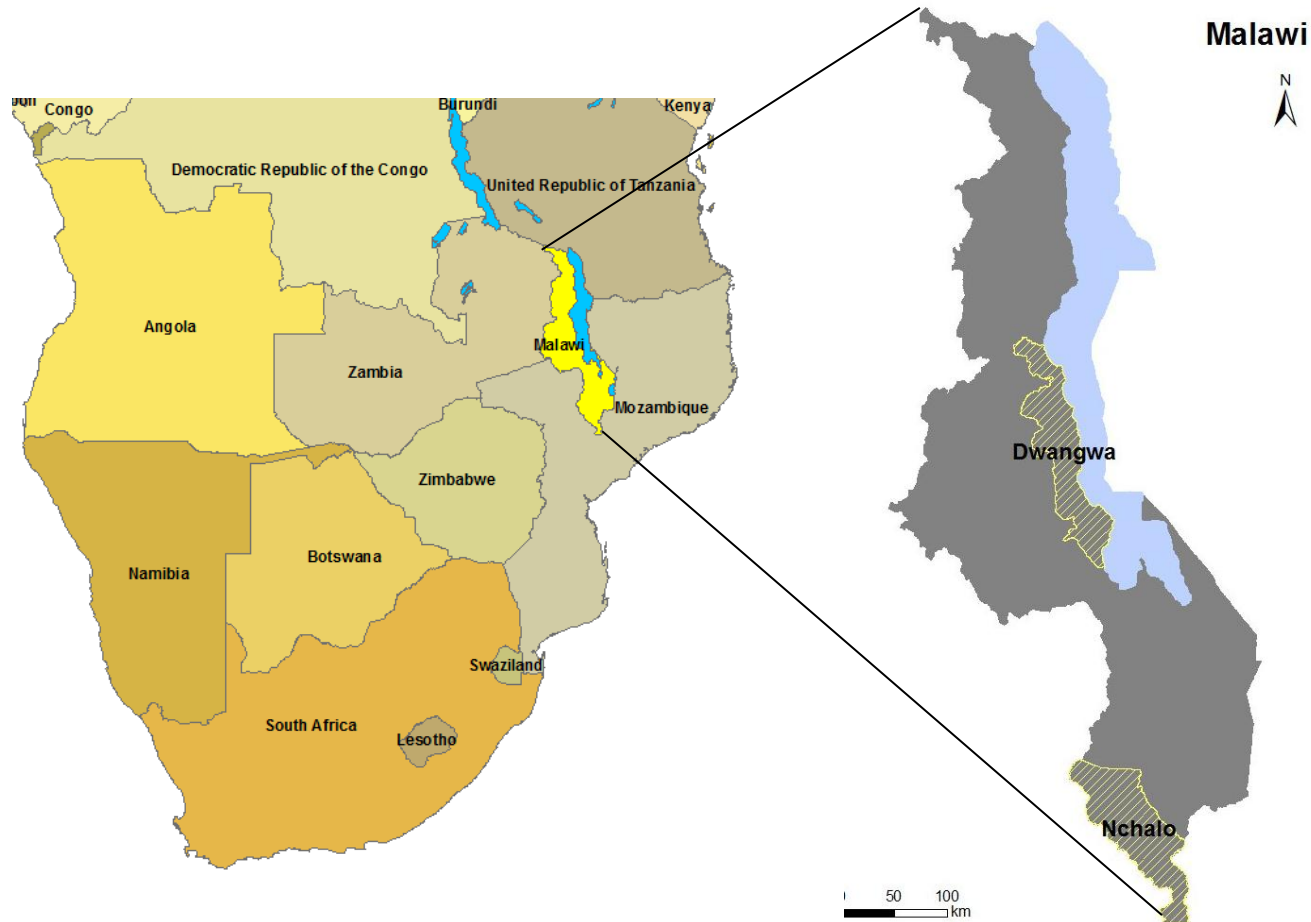 Malawi
N
Congo
Burundi
Kenya
Democratic Republic of the Congo
United Republic of Tanzania
Angola
Malawi
Zambia
Mozambique
Zimbabwe
Botswana
Namibia
Swaziland
South Africa
Lesotho
Dwangwa
Nchalo
50 100
km